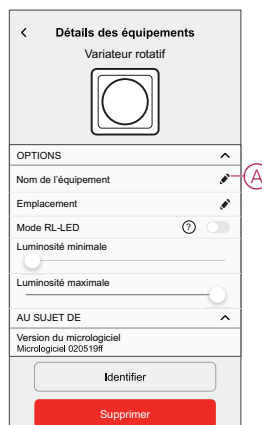 Détails des équipements
Variateur rotatif
OPTIONS
Nom de l'équipement
A
Emplacement
Mode RL-LED
?
Luminosité minimale
Luminosité maximale
AU SUJET DE
Version du micrologiciel
Micrologiciel 020519ff
Identifier
Supprimer